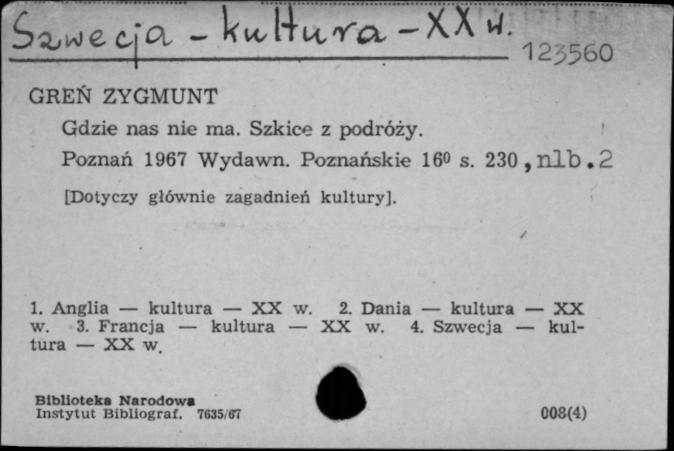 Szwecja - kultura - XX w.
123560
GREŃ ZYGMUNT
Gdzie nas nie ma. Szkice z podróży.
Poznań 1967 Wydawn. Poznańskie 16⁰ s. 230, nlb.2
[Dotyczy głównie zagadnień kultury].
1. Anglia — kultura — XX w. 2. Dania — kultura — XX
w. 3. Francja — kultura — XX w. 4. Szwecja — kul-
tura — XX w.
Biblioteka Narodowa
Instytut Bibliograf. 7635/67
008(4)